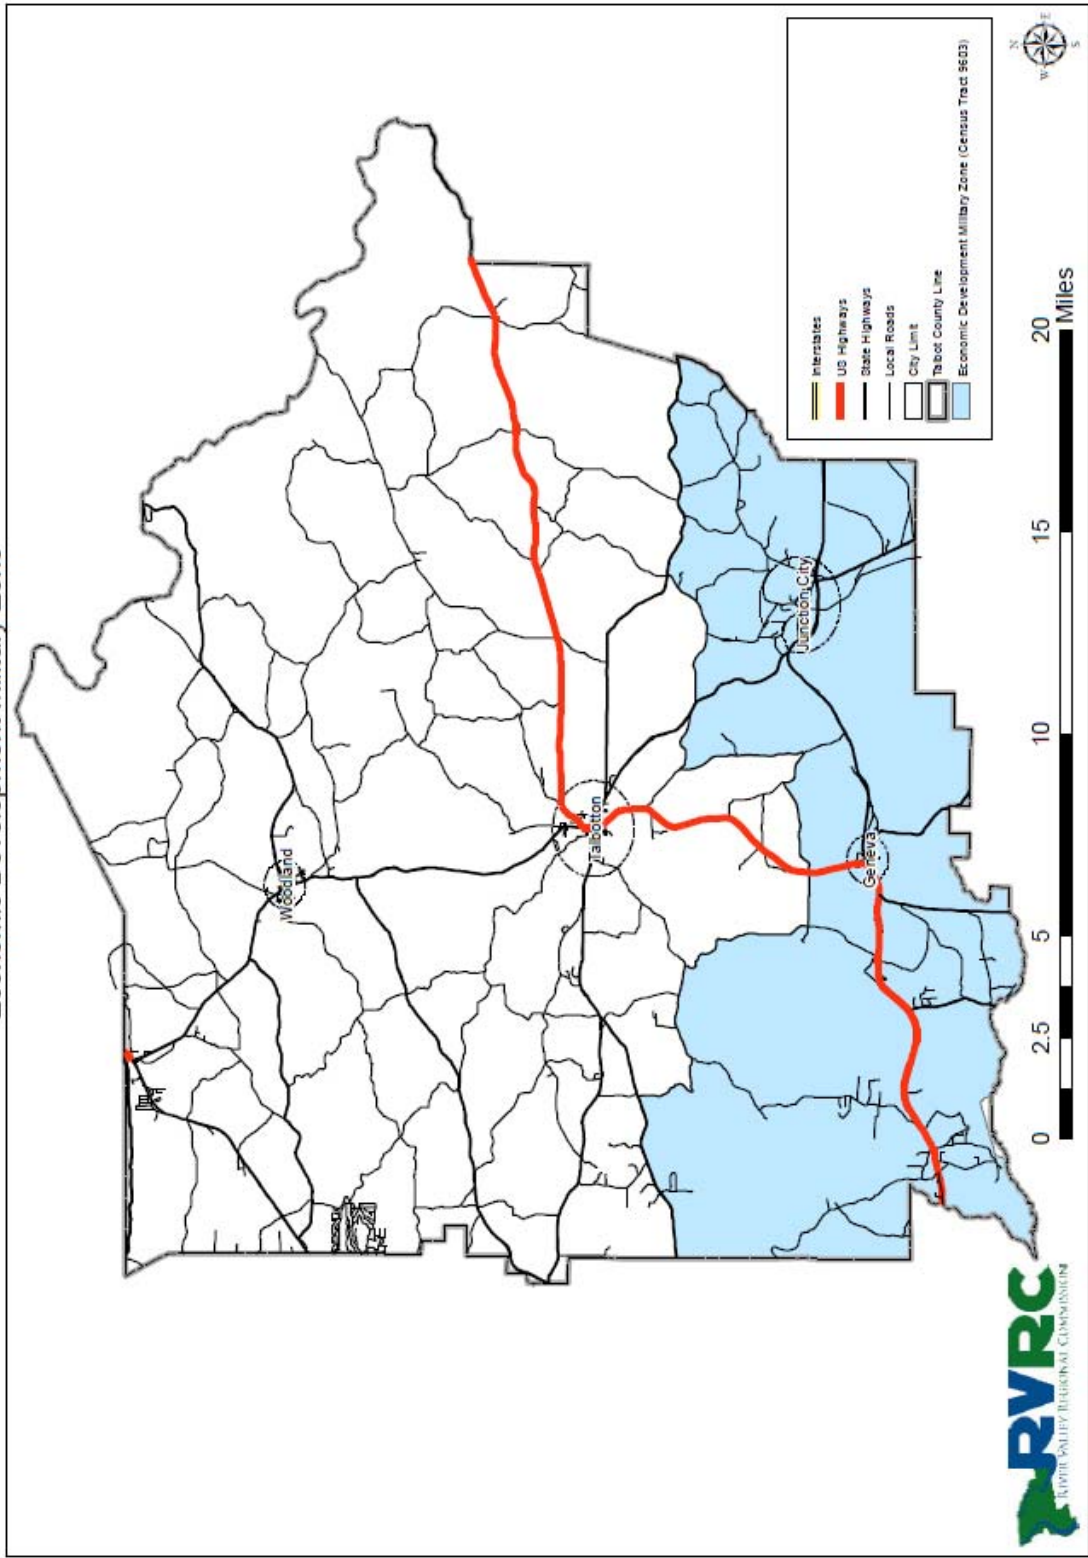 Woodland
Talbotton
Geneva
Junction City
Interstates
US Highways
State Highways
Local Roads
City Limit
Talbot County Line
Economic Development Military Zone (Census Tract 9603)
N
W
E
S
0 2.5 5 10 15 20
Miles
RVRC
RIVER VALLEY REGIONAL COMMISSION